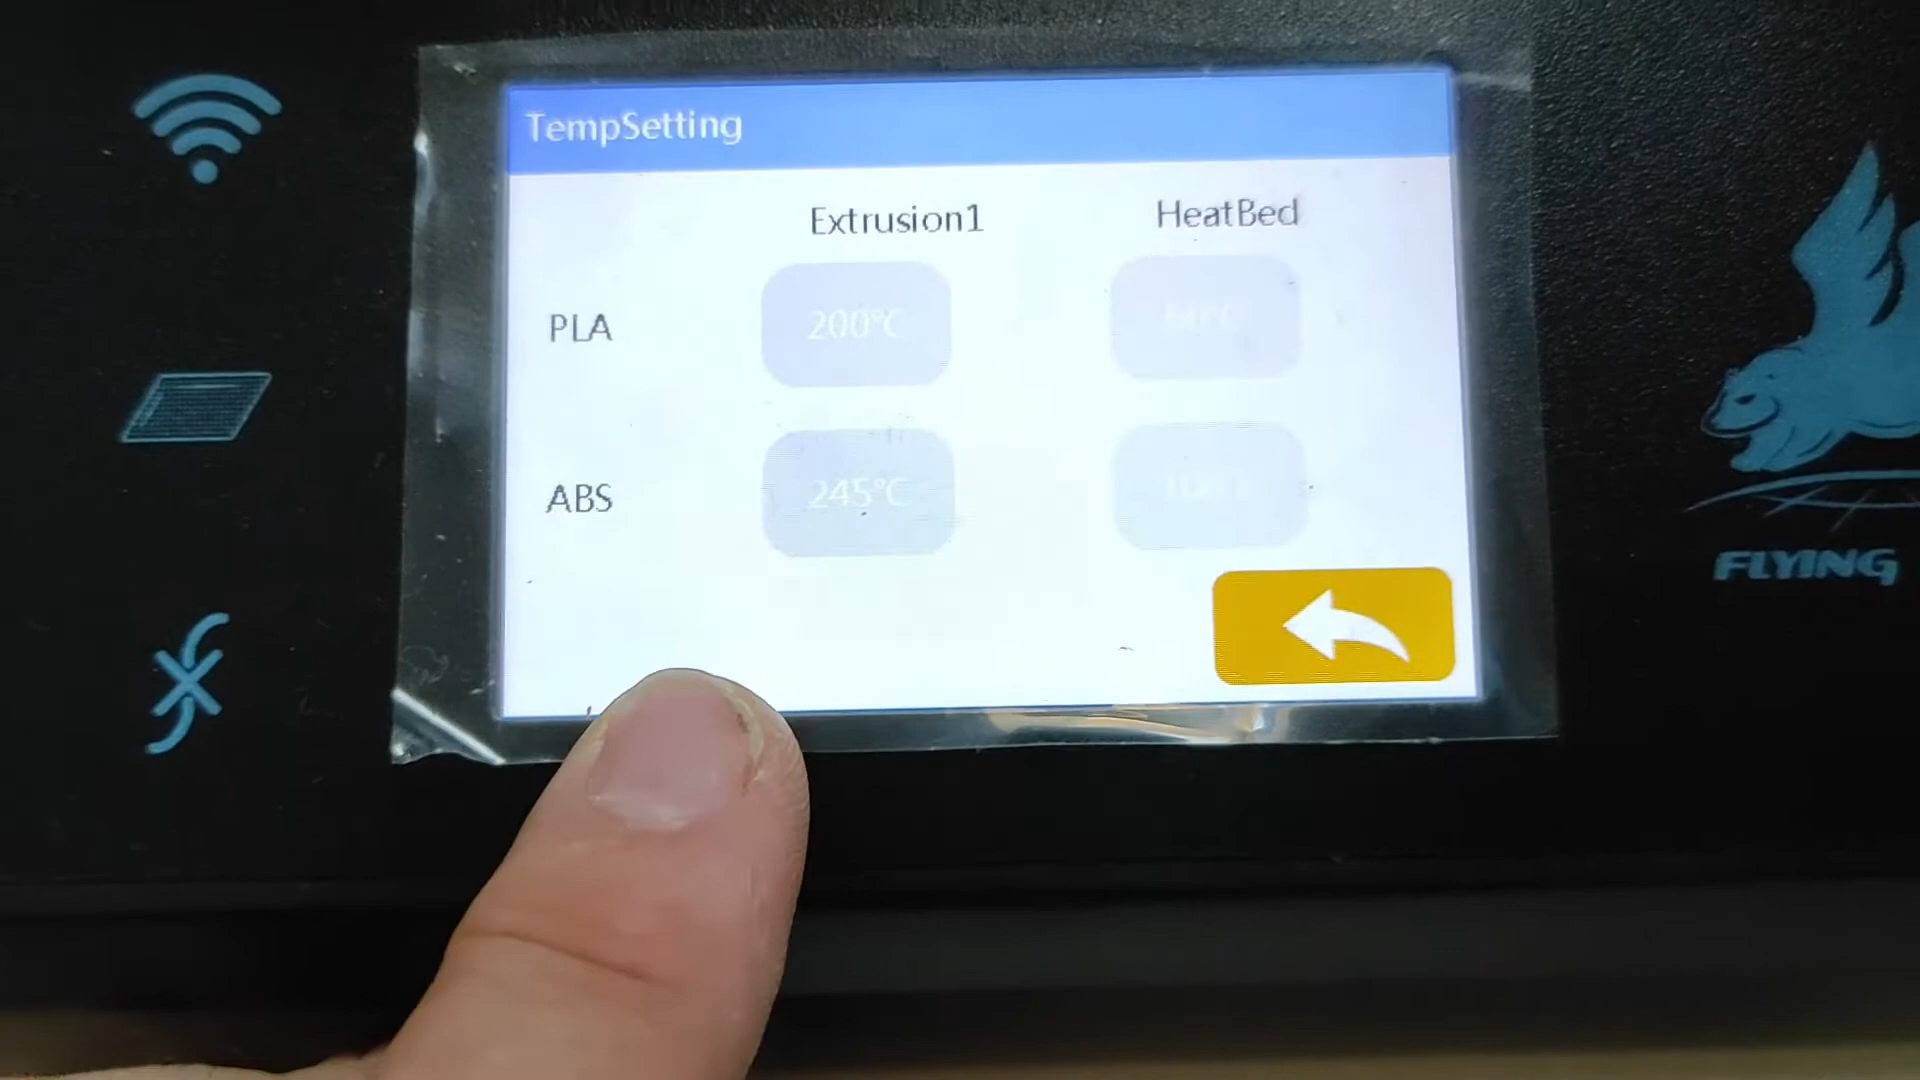 TempSetting
Extrusion1 HeatBed
PLA 200℃
ABS 245℃
FLYING